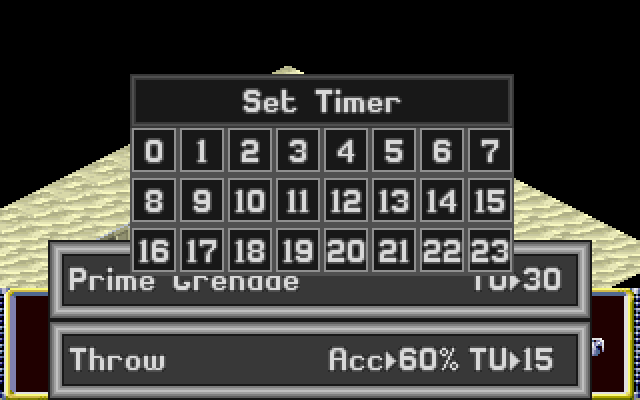 Set Timer
0 1 2 3 4 5 6 7
8 9 10 11 12 13 14 15
16 17 18 19 20 21 22 23
Prime Grenade TU▸30
Throw Acc▸60% TU▸15